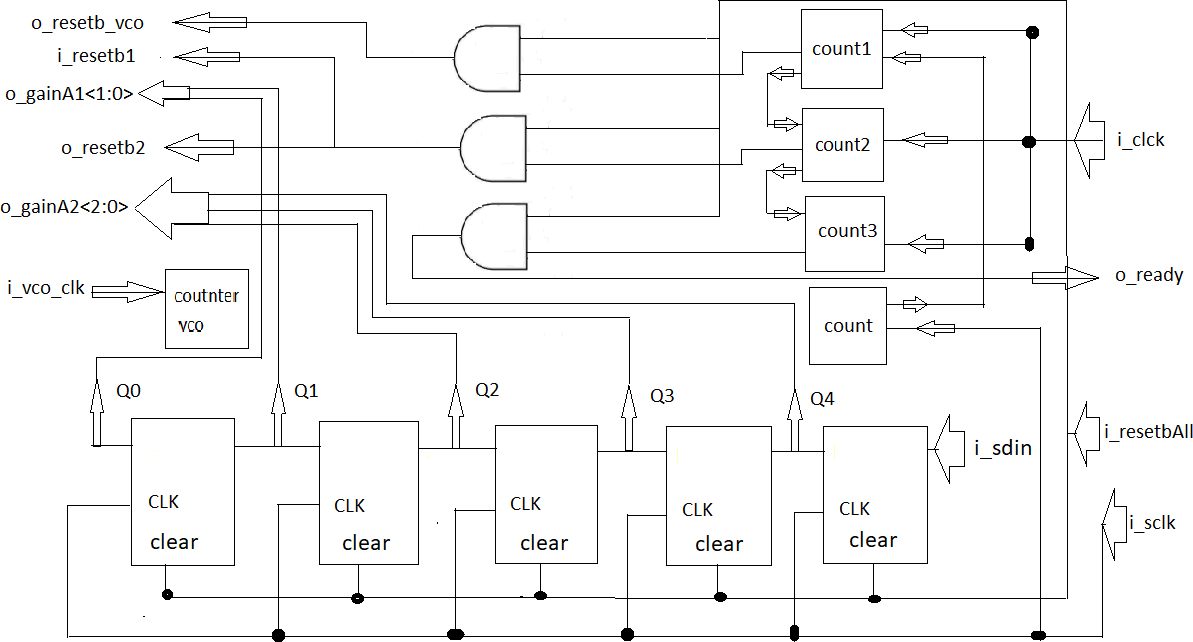 o_resetb_vco
i_resetb1
o_gainA1<1:0>
o_resetb2
o_gainA2<2:0>
i_vco_clk
coutnter
vco
count1
count2
count3
count
i_clck
o_ready
i_resetbAll
i_sdin
i_sclk
Q0
Q1
Q2
Q3
Q4
CLK
clear
CLK
clear
CLK
clear
CLK
clear
CLK
clear